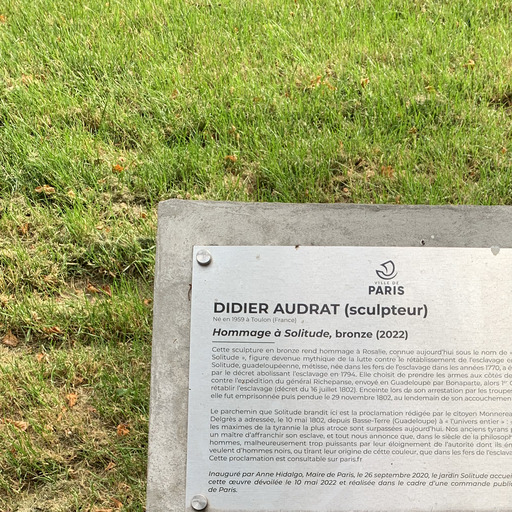 VILLE DE
PARIS
DIDIER AUDRAT (sculpteur)
Né en 1959 à Toulon (France)
Hommage à Solitude, bronze (2022)
Cette sculpture en bronze rend hommage à Rosalie, connue aujourd'hui sous le nom de «
Solitude », figure devenue mythique de la lutte contre le rétablissement de l'esclavage
Solitude, guadeloupéenne, métisse, née dans les fers de l'esclavage dans les années 1770, a
par le décret abolissant l'esclavage en 1794. Elle choisit de prendre les armes aux côtés
contre l'expédition du général Richepanse, envoyé en Guadeloupe par Bonaparte, alors
rétablir l'esclavage (décret du 16 juillet 1802). Enceinte lors de son arrestation par les
elle fut emprisonnée puis pendue le 29 novembre 1802, au lendemain de son
Le parchemin que Solitude brandit ici est la proclamation rédigée par le citoyen
Delgrès a adressée, le 10 mai 1802, depuis Basse-Terre (Guadeloupe) à « l'univers entier » :
les maximes de la tyrannie la plus atroce sont surpassées aujourd'hui. Nos anciens tyrans
un maître d'affranchir son esclave, et tout nous annonce que, dans le siècle de la
hommes, malheureusement trop puissants par leur éloignement de l'autorité dont ils
veulent d'hommes noirs, ou tirant leur origine de cette couleur, que dans les fers de
Cette proclamation est consultable sur paris.fr
Inauguré par Anne Hidalgo, Maire de Paris, le 26 septembre 2020, le jardin Solitude
cette œuvre dévoilée le 10 mai 2022 et réalisée dans le cadre d'une commande
de Paris.